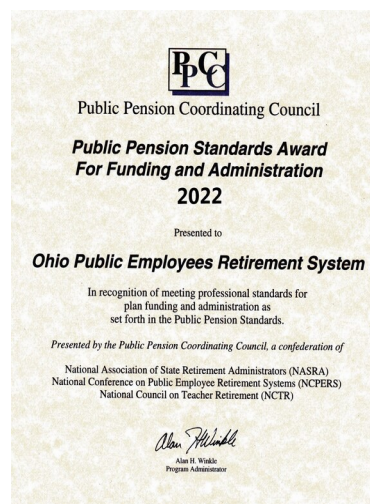 PPCC
Public Pension Coordinating Council
Public Pension Standards Award
For Funding and Administration
2022
Presented to
Ohio Public Employees Retirement System
In recognition of meeting professional standards for
plan funding and administration as
set forth in the Public Pension Standards.
Presented by the Public Pension Coordinating Council, a confederation of
National Association of State Retirement Administrators (NASRA)
National Conference on Public Employee Retirement Systems (NCPERS)
National Council on Teacher Retirement (NCTR)
Alan H. Winkle
Alan H. Winkle
Program Administrator